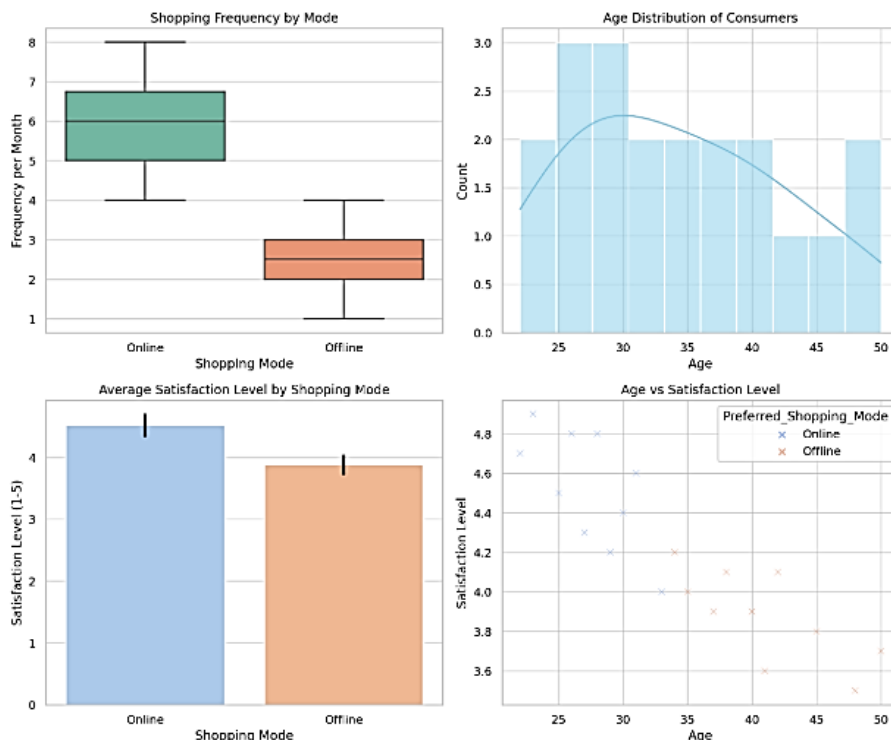 Shopping Frequency by Mode
Frequency per Month
8
7
6
5
4
3
2
1
Online Offline
Shopping Mode
Age Distribution of Consumers
Count
3.0
2.5
2.0
1.5
1.0
0.5
0.0
25 30 35 40 45 50
Age
Average Satisfaction Level by Shopping Mode
Satisfaction Level (1-5)
4
3
2
1
0
Online Offline
Shopping Mode
Age vs Satisfaction Level
Preferred_Shopping_Mode
Online
Offline
Satisfaction Level
4.8
4.6
4.4
4.2
4.0
3.8
3.6
25 30 35 40 45 50
Age